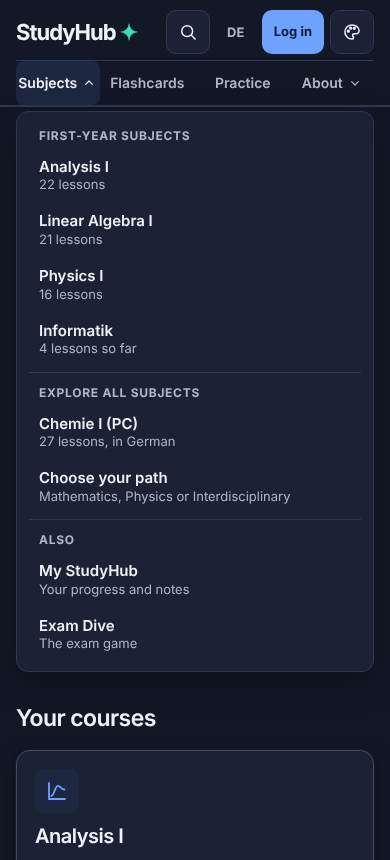 StudyHub
DE
Log in
Subjects
Flashcards
Practice
About
FIRST-YEAR SUBJECTS
Analysis I
22 lessons
Linear Algebra I
21 lessons
Physics I
16 lessons
Informatik
4 lessons so far
EXPLORE ALL SUBJECTS
Chemie I (PC)
27 lessons, in German
Choose your path
Mathematics, Physics or Interdisciplinary
ALSO
My StudyHub
Your progress and notes
Exam Dive
The exam game
Your courses
Analysis I